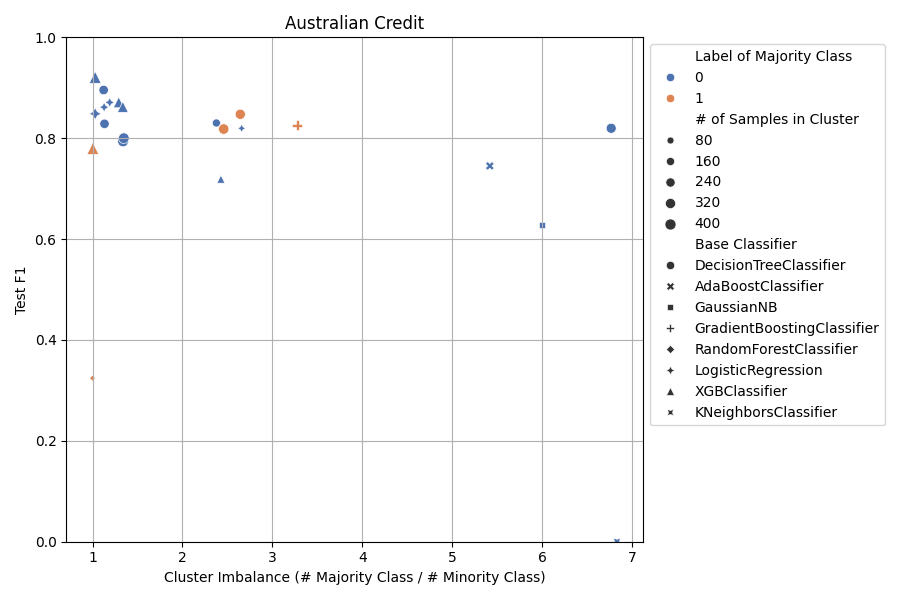 Australian Credit
Test F1
1.0
0.8
0.6
0.4
0.2
0.0
1 2 3 4 5 6 7
Cluster Imbalance (# Majority Class / # Minority Class)
Label of Majority Class
0
1
# of Samples in Cluster
80
160
240
320
400
Base Classifier
DecisionTreeClassifier
AdaBoostClassifier
GaussianNB
GradientBoostingClassifier
RandomForestClassifier
LogisticRegression
XGBClassifier
KNeighborsClassifier